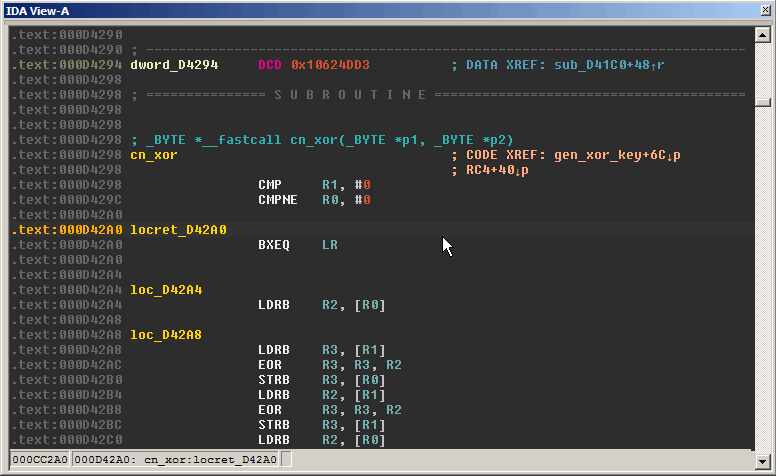 IDA View-A
.text:000D4290
.text:000D4290 ; ---------------------------------------------------------------------------
.text:000D4294 dword_D4294 DCD 0x10624DD3 ; DATA XREF: sub_D41C0+48↑r
.text:000D4298
.text:000D4298 ; =============== S U B R O U T I N E =======================================
.text:000D4298
.text:000D4298
.text:000D4298 ; _BYTE *__fastcall cn_xor(_BYTE *p1, _BYTE *p2)
.text:000D4298 cn_xor ; CODE XREF: gen_xor_key+6C↓p
.text:000D4298 ; RC4+40↓p
.text:000D4298 CMP R1, #0
.text:000D429C CMPNE R0, #0
.text:000D42A0
.text:000D42A0 locret_D42A0
.text:000D42A0 BXEQ LR
.text:000D42A0
.text:000D42A4
.text:000D42A4 loc_D42A4
.text:000D42A4 LDRB R2, [R0]
.text:000D42A8
.text:000D42A8 loc_D42A8
.text:000D42A8 LDRB R3, [R1]
.text:000D42AC EOR R3, R3, R2
.text:000D42B0 STRB R3, [R0]
.text:000D42B4 LDRB R2, [R1]
.text:000D42B8 EOR R3, R3, R2
.text:000D42BC STRB R3, [R1]
.text:000D42C0 LDRB R2, [R0]
000CC2A0 000D42A0: cn_xor:locret_D42A0